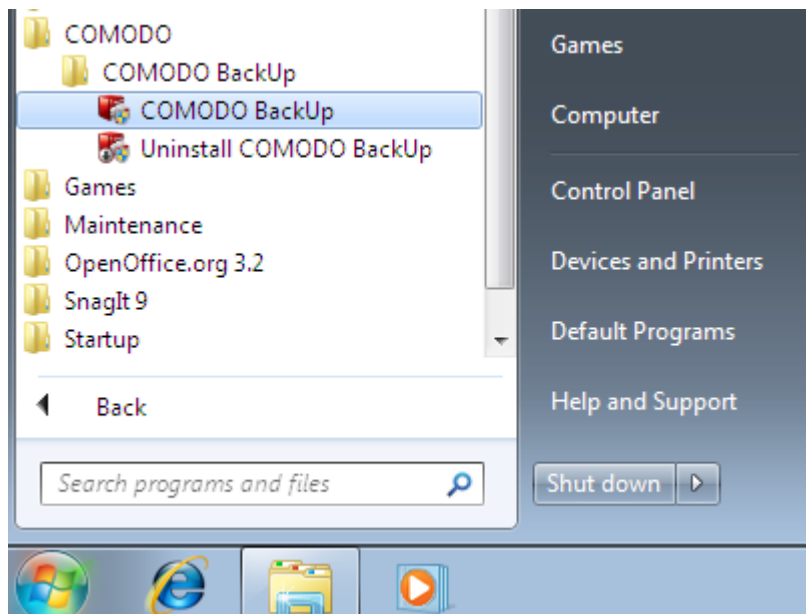 COMODO
COMODO BackUp
COMODO BackUp
Uninstall COMODO BackUp
Games
Maintenance
OpenOffice.org 3.2
SnagIt 9
Startup
Back
Search programs and files
Games
Computer
Control Panel
Devices and Printers
Default Programs
Help and Support
Shut down